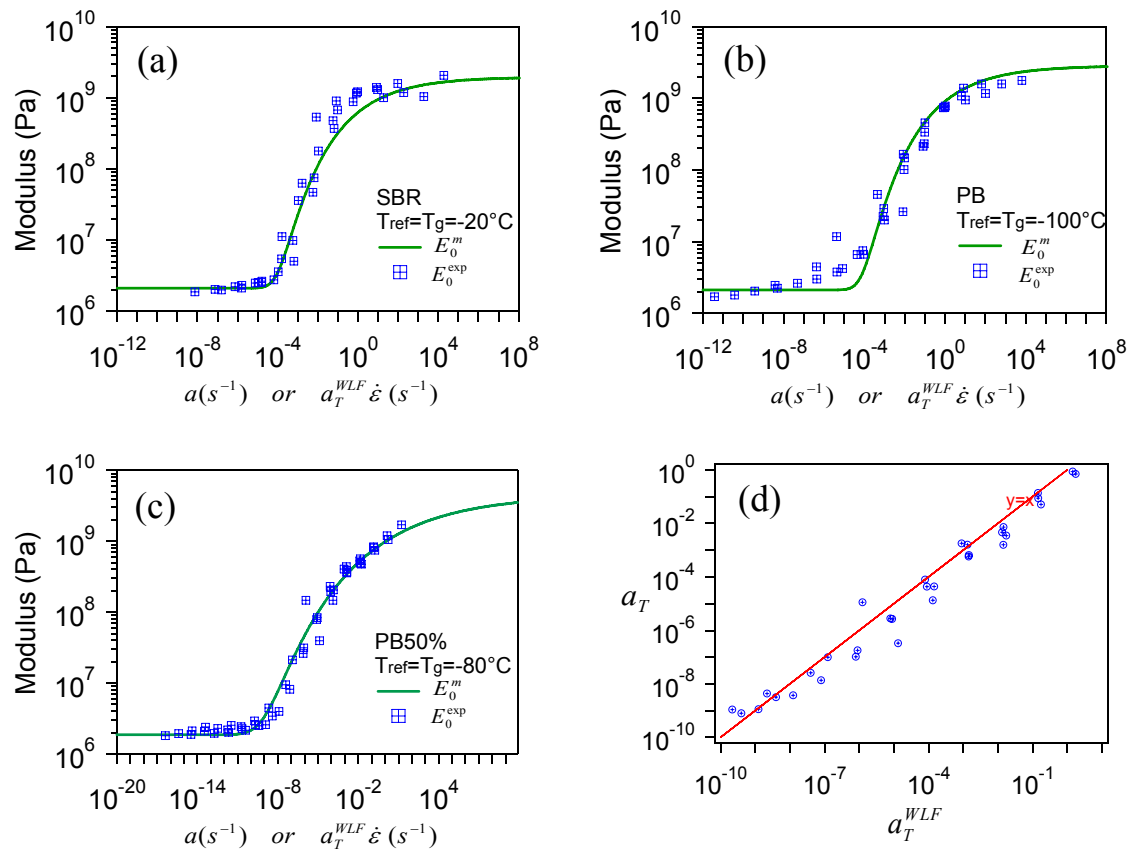 (a)
10^10
10^9
10^8
10^7
10^6
Modulus (Pa)
SBR
Tref=Tg=-20°C
E_0^m
E_0^exp
10^-12 10^-8 10^-4 10^0 10^4 10^8
a(s^-1) or a_T^WLF ε̇ (s^-1)
(b)
10^10
10^9
10^8
10^7
10^6
Modulus (Pa)
PB
Tref=Tg=-100°C
E_0^m
E_0^exp
10^-12 10^-8 10^-4 10^0 10^4 10^8
a(s^-1) or a_T^WLF ε̇ (s^-1)
(c)
10^10
10^9
10^8
10^7
10^6
Modulus (Pa)
PB50%
Tref=Tg=-80°C
E_0^m
E_0^exp
10^-20 10^-14 10^-8 10^-2 10^4
a(s^-1) or a_T^WLF ε̇ (s^-1)
(d)
10^0
10^-2
10^-4
10^-6
10^-8
10^-10
a_T
y=x
10^-10 10^-7 10^-4 10^-1
a_T^WLF